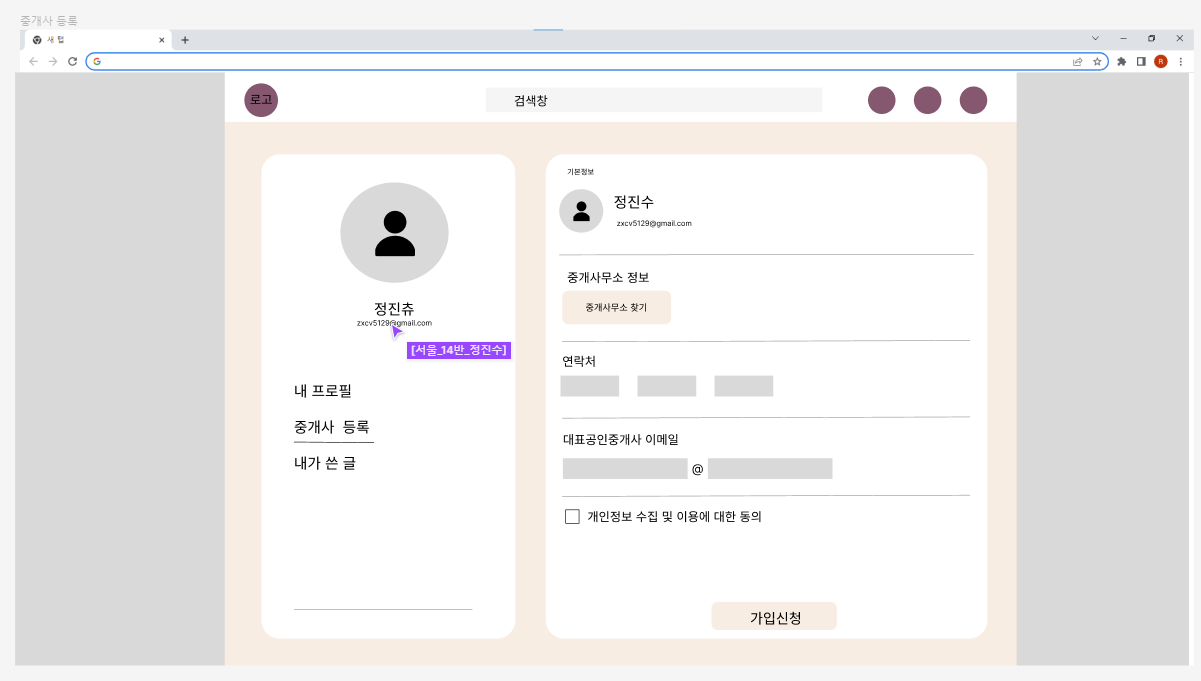 중개사 등록
새 탭
R
로고
검색창
정진츄
zxcv5129@gmail.com
[서울_14반_정진수]
내 프로필
중개사 등록
내가 쓴 글
기본정보
정진수
zxcv5129@gmail.com
중개사무소 정보
중개사무소 찾기
연락처
대표공인중개사 이메일
@
개인정보 수집 및 이용에 대한 동의
가입신청